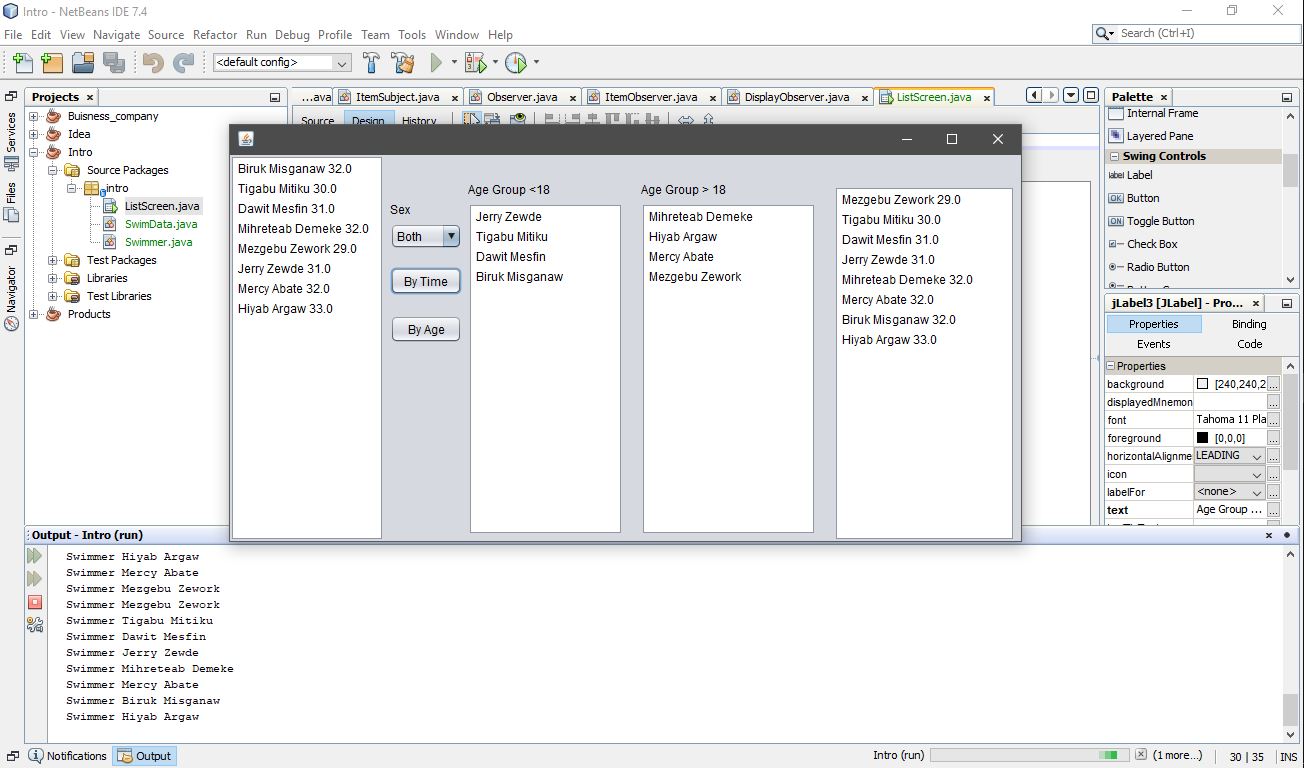 Intro - NetBeans IDE 7.4
File Edit View Navigate Source Refactor Run Debug Profile Team Tools Window Help
Search (Ctrl+I)
<default config>
Projects
...ava ItemSubject.java Observer.java ItemObserver.java DisplayObserver.java ListScreen.java
Source Design History
Services
Files
Navigator
Buisness_company
Idea
Intro
Source Packages
intro
ListScreen.java
SwimData.java
Swimmer.java
Test Packages
Libraries
Test Libraries
Products
Biruk Misganaw 32.0
Tigabu Mitiku 30.0
Dawit Mesfin 31.0
Mihreteab Demeke 32.0
Mezgebu Zework 29.0
Jerry Zewde 31.0
Mercy Abate 32.0
Hiyab Argaw 33.0
Sex
Both
By Time
By Age
Age Group <18
Jerry Zewde
Tigabu Mitiku
Dawit Mesfin
Biruk Misganaw
Age Group > 18
Mihreteab Demeke
Hiyab Argaw
Mercy Abate
Mezgebu Zework
Mezgebu Zework 29.0
Tigabu Mitiku 30.0
Dawit Mesfin 31.0
Jerry Zewde 31.0
Mihreteab Demeke 32.0
Mercy Abate 32.0
Biruk Misganaw 32.0
Hiyab Argaw 33.0
Palette
Internal Frame
Layered Pane
Swing Controls
label Label
OK Button
ON Toggle Button
Check Box
Radio Button
jLabel3 [JLabel] - Pro...
Properties Binding
Events Code
Properties
background [240,240,2 ...
displayedMnemon ...
font Tahoma 11 Pla ...
foreground [0,0,0] ...
horizontalAlignme LEADING ...
icon ...
labelFor <none> ...
text Age Group ... ...
Output - Intro (run)
Swimmer Hiyab Argaw
Swimmer Mercy Abate
Swimmer Mezgebu Zework
Swimmer Mezgebu Zework
Swimmer Tigabu Mitiku
Swimmer Dawit Mesfin
Swimmer Jerry Zewde
Swimmer Mihreteab Demeke
Swimmer Mercy Abate
Swimmer Biruk Misganaw
Swimmer Hiyab Argaw
Notifications Output
Intro (run) (1 more...) 30 | 35 INS